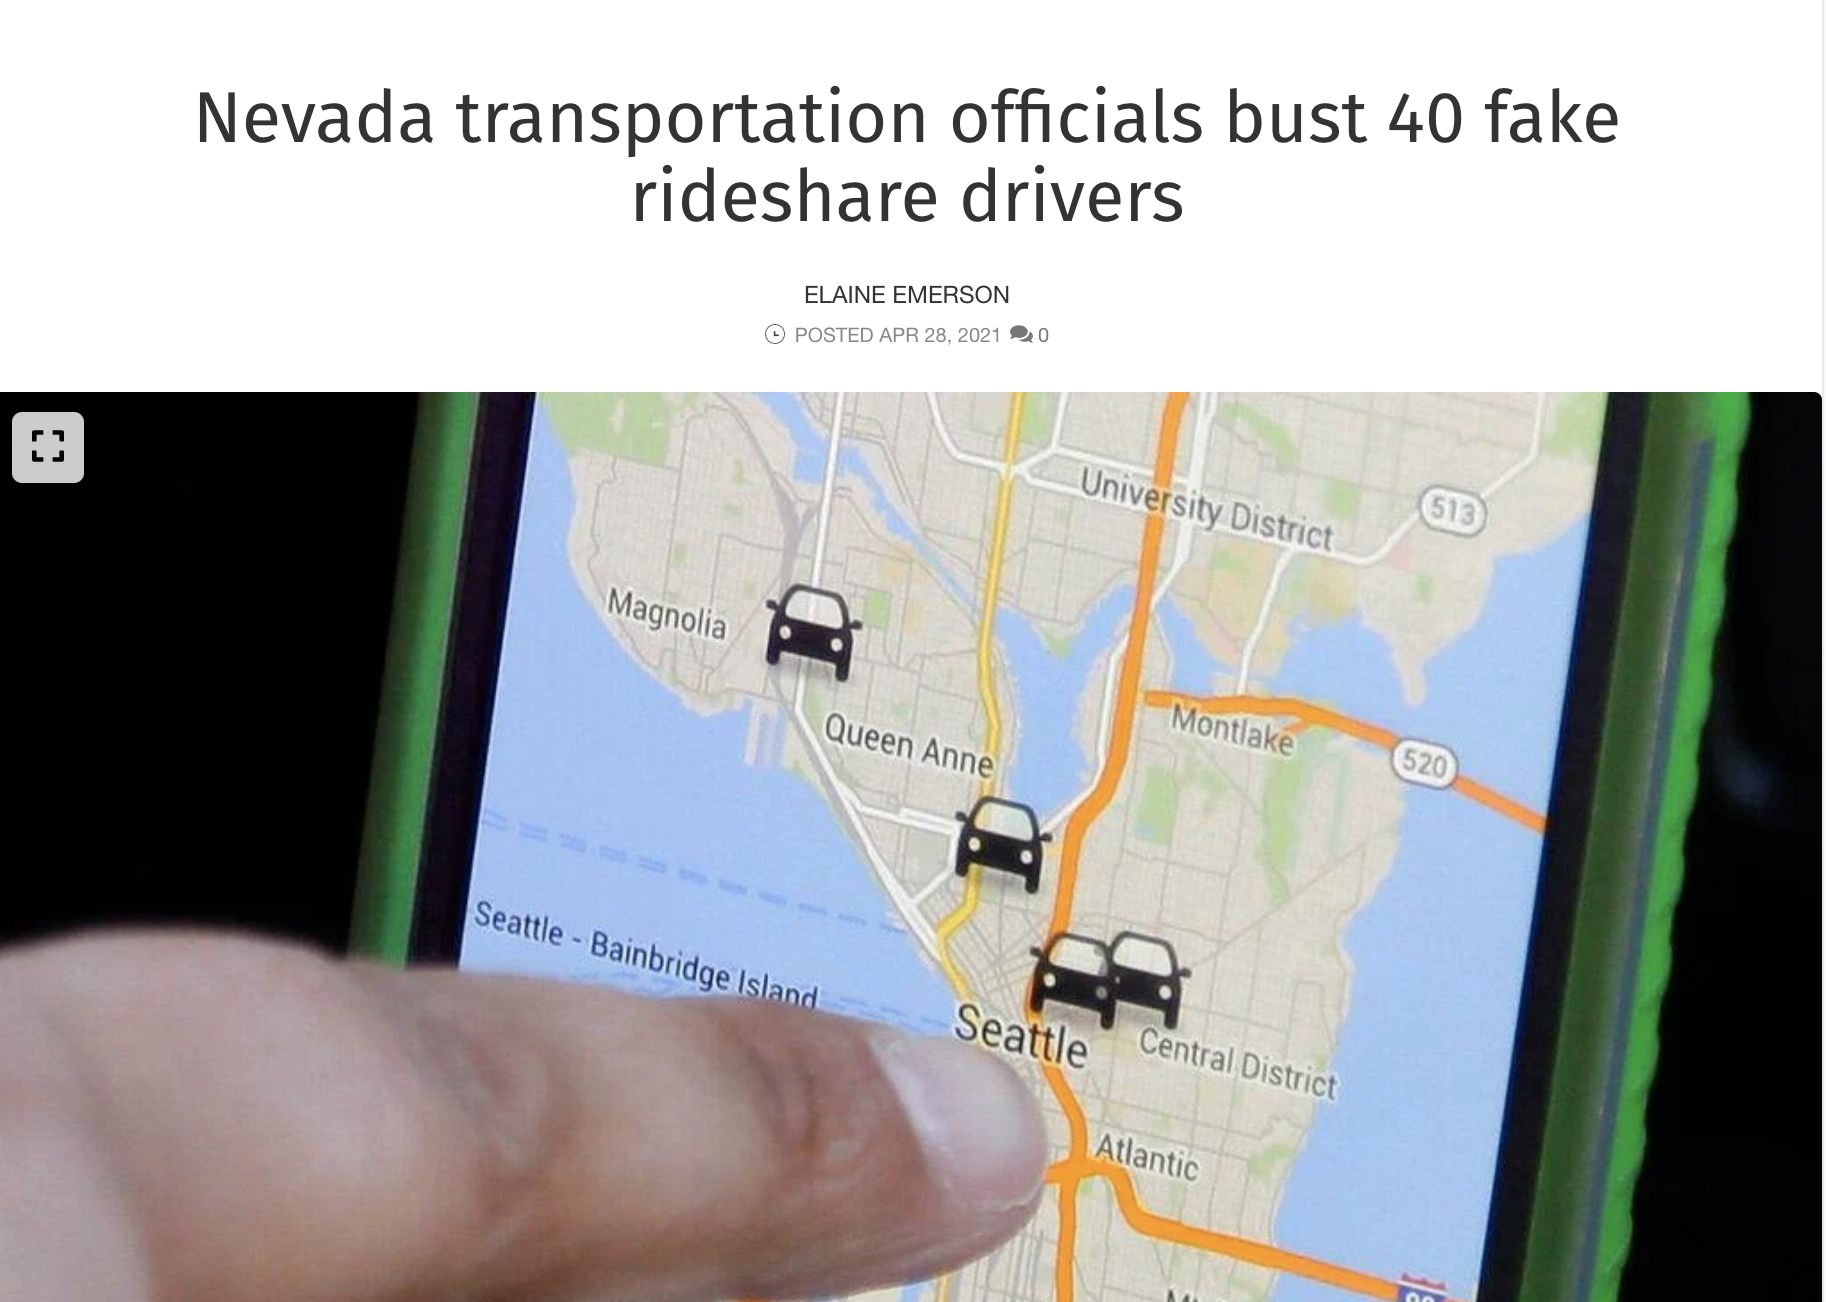 Nevada transportation officials bust 40 fake
rideshare drivers
ELAINE EMERSON
POSTED APR 28, 2021 0
University District
513
Magnolia
Queen Anne
Montlake
520
Seattle - Bainbridge Island
Seattle
Central District
Atlantic